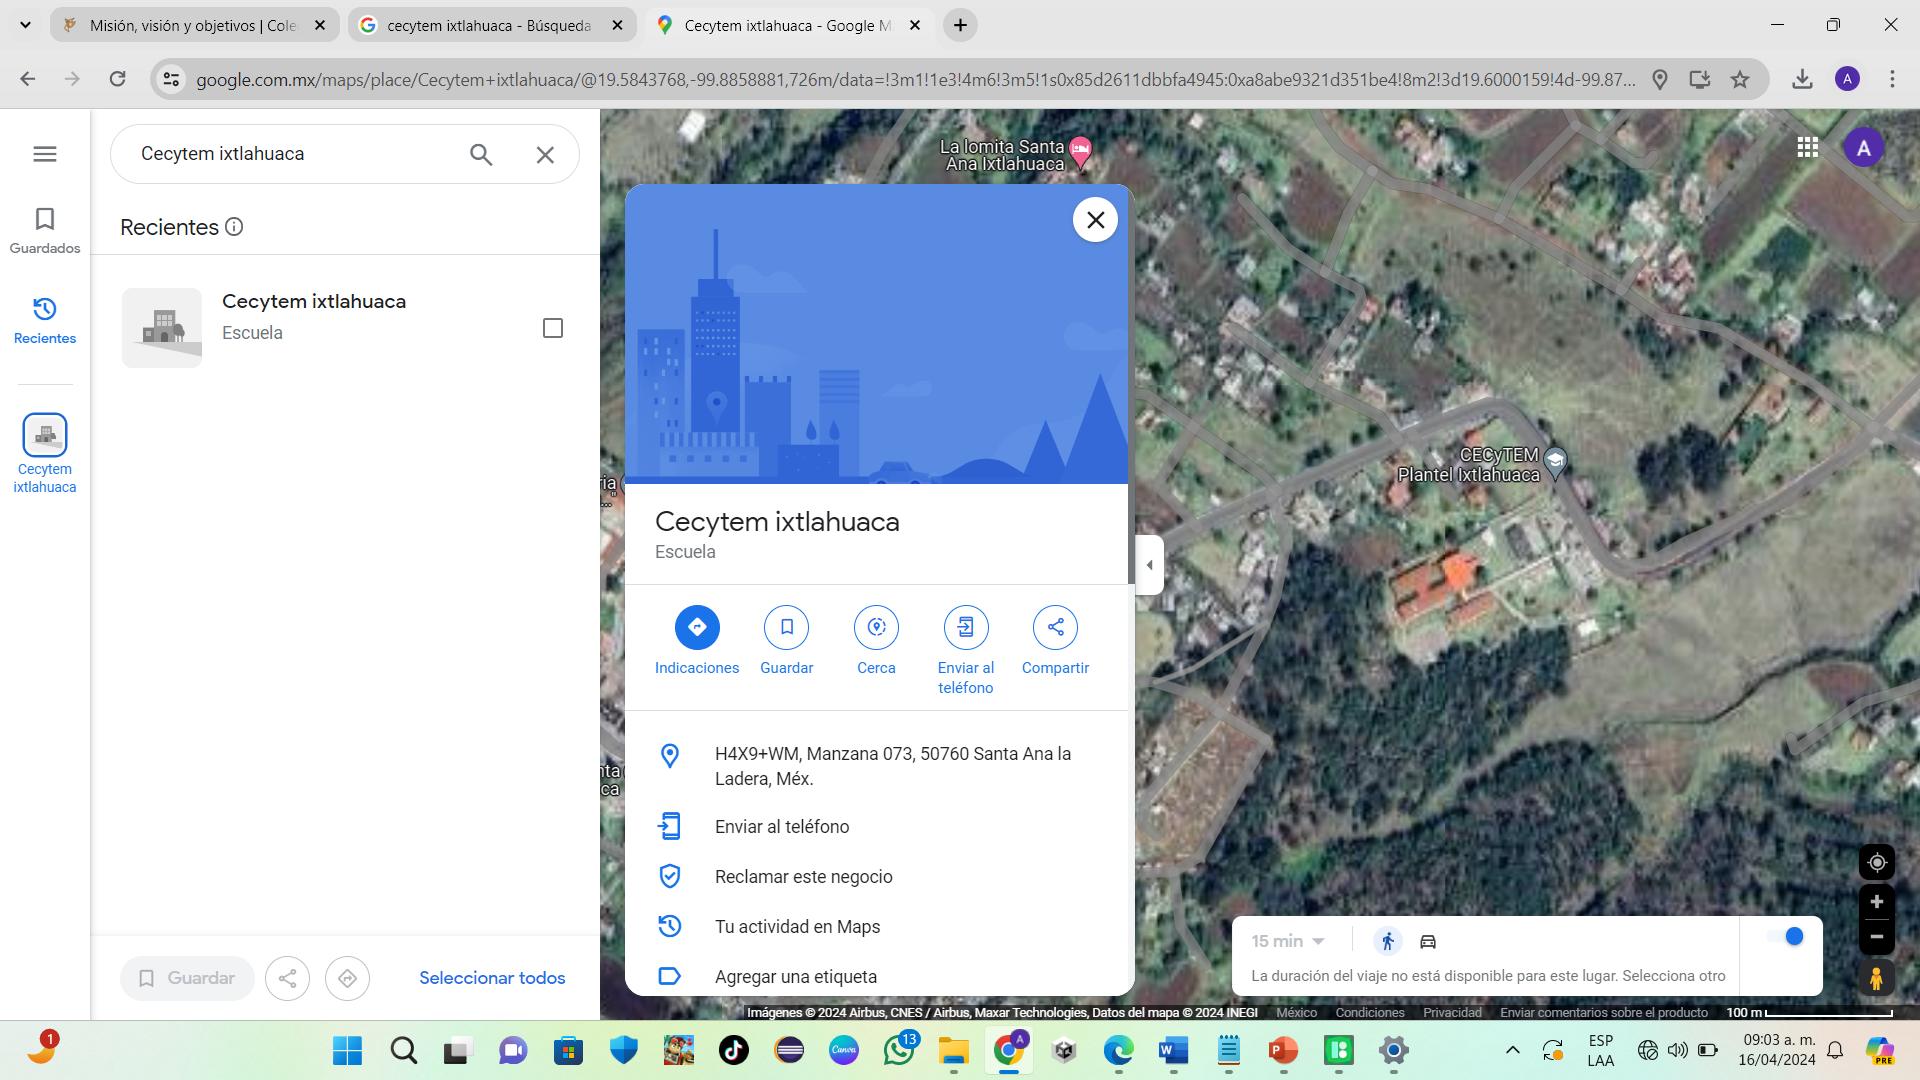 Misión, visión y objetivos | Cole
cecytem ixtlahuaca - Búsqueda
Cecytem ixtlahuaca - Google M
google.com.mx/maps/place/Cecytem+ixtlahuaca/@19.5843768,-99.8858881,726m/data=!3m1!1e3!4m6!3m5!1s0x85d2611dbbfa4945:0xa8abe9321d351be4!8m2!3d19.6000159!4d-99.87...
A
Cecytem ixtlahuaca
Guardados
Recientes
Cecytem
ixtlahuaca
Recientes
Cecytem ixtlahuaca
Escuela
Guardar
Seleccionar todos
La lomita Santa
Ana Ixtlahuaca
A
Cecytem ixtlahuaca
Escuela
Indicaciones
Guardar
Cerca
Enviar al
teléfono
Compartir
H4X9+WM, Manzana 073, 50760 Santa Ana la
Ladera, Méx.
Enviar al teléfono
Reclamar este negocio
Tu actividad en Maps
Agregar una etiqueta
CECyTEM
Plantel Ixtlahuaca
15 min
La duración del viaje no está disponible para este lugar. Selecciona otro
Imágenes © 2024 Airbus, CNES / Airbus, Maxar Technologies, Datos del mapa © 2024 INEGI
México
Condiciones
Privacidad
Enviar comentarios sobre el producto
100 m
1
Canva
13
A
ESP
LAA
09:03 a. m.
16/04/2024
PRE